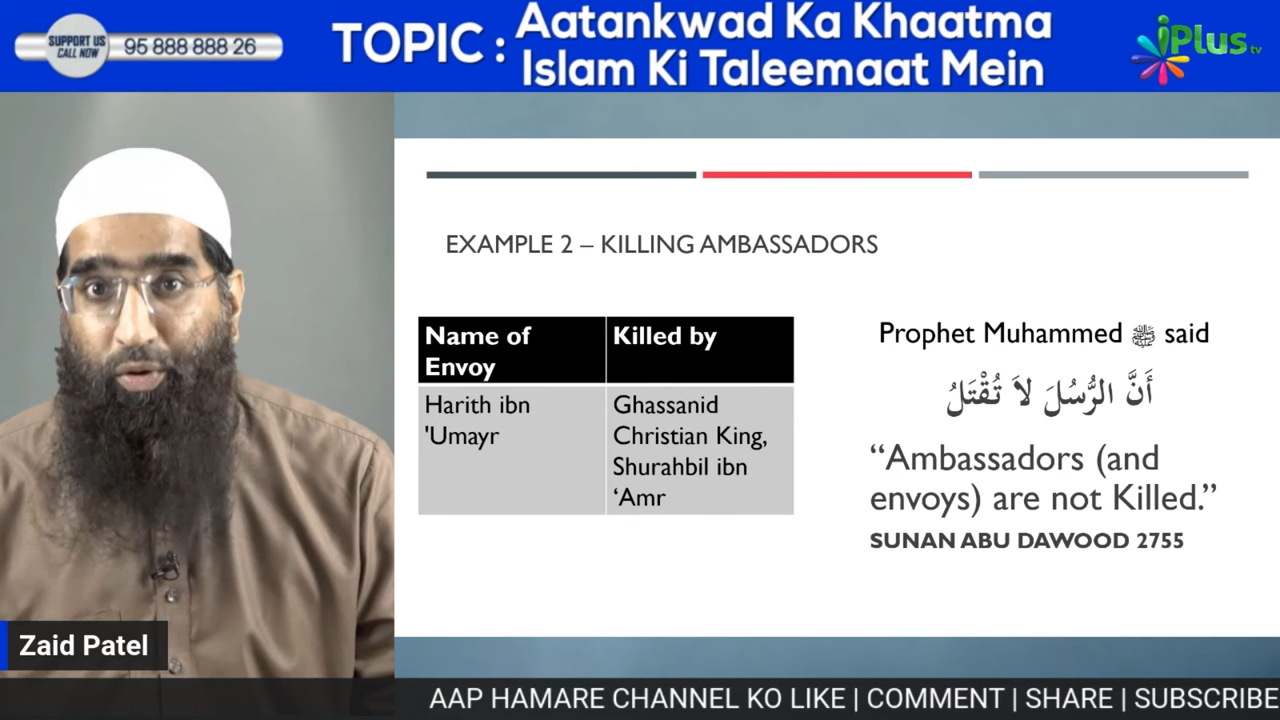 SUPPORT US
CALL NOW
95 888 888 26
TOPIC : Aatankwad Ka Khaatma
Islam Ki Taleemaat Mein
iPlus tv
EXAMPLE 2 – KILLING AMBASSADORS
Name of
Envoy
Killed by
Harith ibn
'Umayr
Ghassanid
Christian King,
Shurahbil ibn
‘Amr
Prophet Muhammed ﷺ said
أَنَّ الرُّسُلَ لاَ تُقْتَلُ
“Ambassadors (and
envoys) are not Killed.”
SUNAN ABU DAWOOD 2755
Zaid Patel
AAP HAMARE CHANNEL KO LIKE | COMMENT | SHARE | SUBSCRIBE